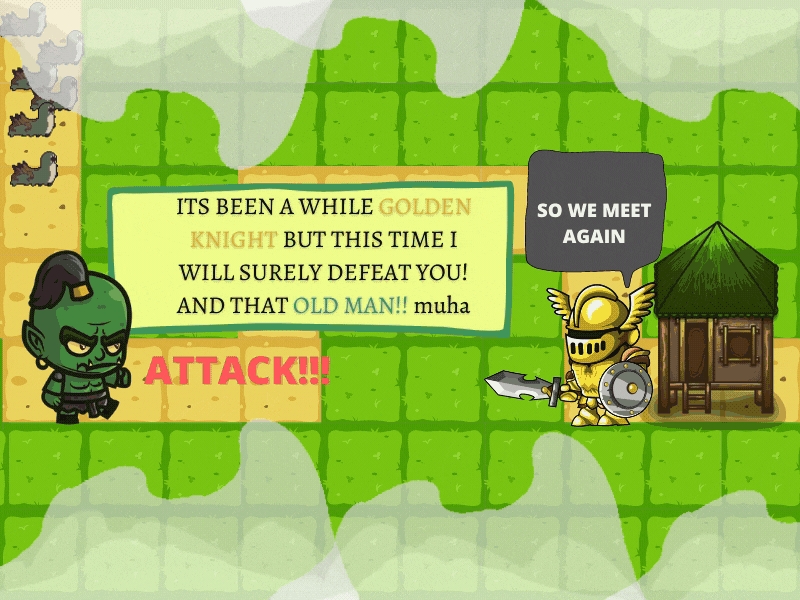 ITS BEEN A WHILE GOLDEN
KNIGHT BUT THIS TIME I
WILL SURELY DEFEAT YOU!
AND THAT OLD MAN!! muha
SO WE MEET
AGAIN
ATTACK!!!